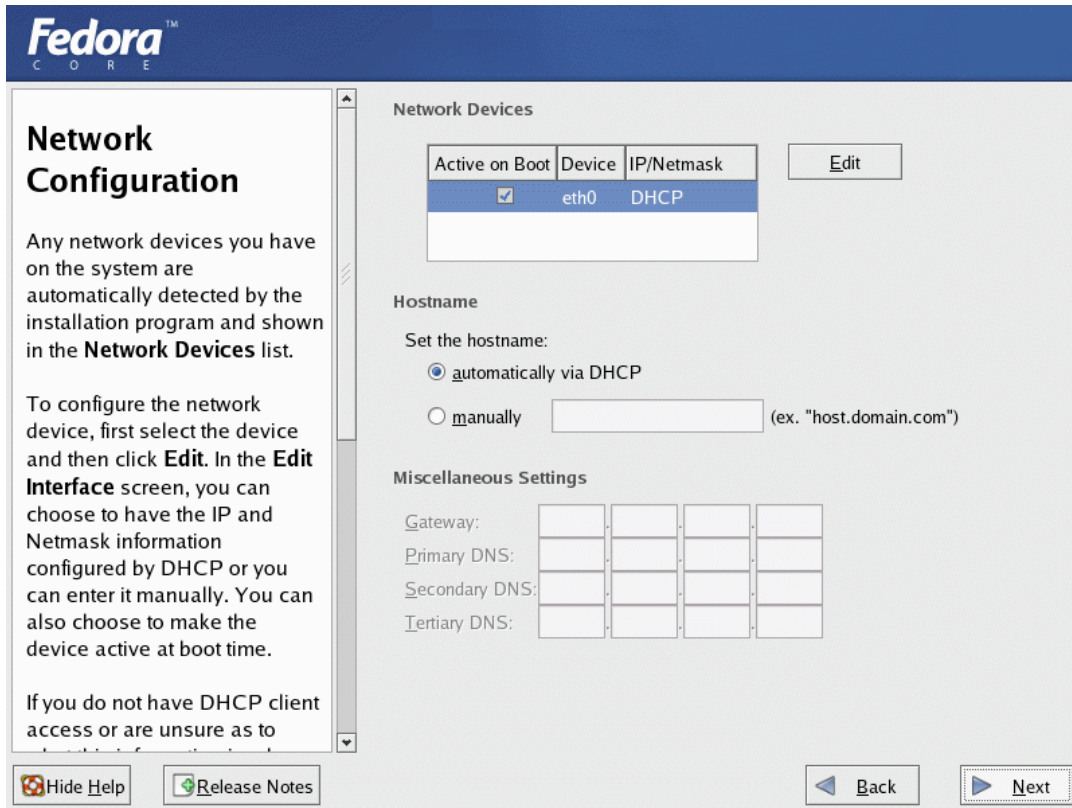 Fedora™
CORE
Network
Configuration
Any network devices you have
on the system are
automatically detected by the
installation program and shown
in the Network Devices list.
To configure the network
device, first select the device
and then click Edit. In the Edit
Interface screen, you can
choose to have the IP and
Netmask information
configured by DHCP or you
can enter it manually. You can
also choose to make the
device active at boot time.
If you do not have DHCP client
access or are unsure as to
Hide Help
Release Notes
Network Devices
Active on Boot Device IP/Netmask
eth0 DHCP
Edit
Hostname
Set the hostname:
automatically via DHCP
manually (ex. "host.domain.com")
Miscellaneous Settings
Gateway: . . .
Primary DNS: . . .
Secondary DNS: . . .
Tertiary DNS: . . .
Back
Next